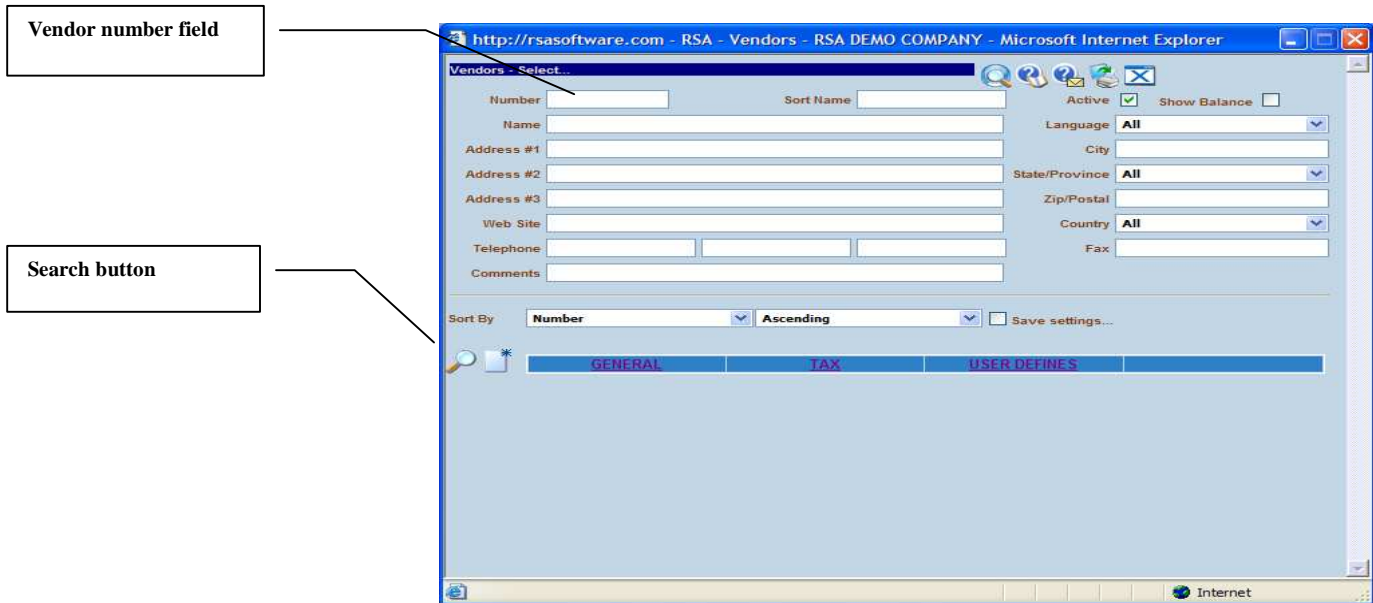 Vendor number field
Search button
http://rsasoftware.com - RSA - Vendors - RSA DEMO COMPANY - Microsoft Internet Explorer
Vendors - Select...
Number Sort Name Active Show Balance
Name Language All
Address #1 City
Address #2 State/Province All
Address #3 Zip/Postal
Web Site Country All
Telephone Fax
Comments
Sort By Number Ascending Save settings...
GENERAL TAX USER DEFINES
Internet